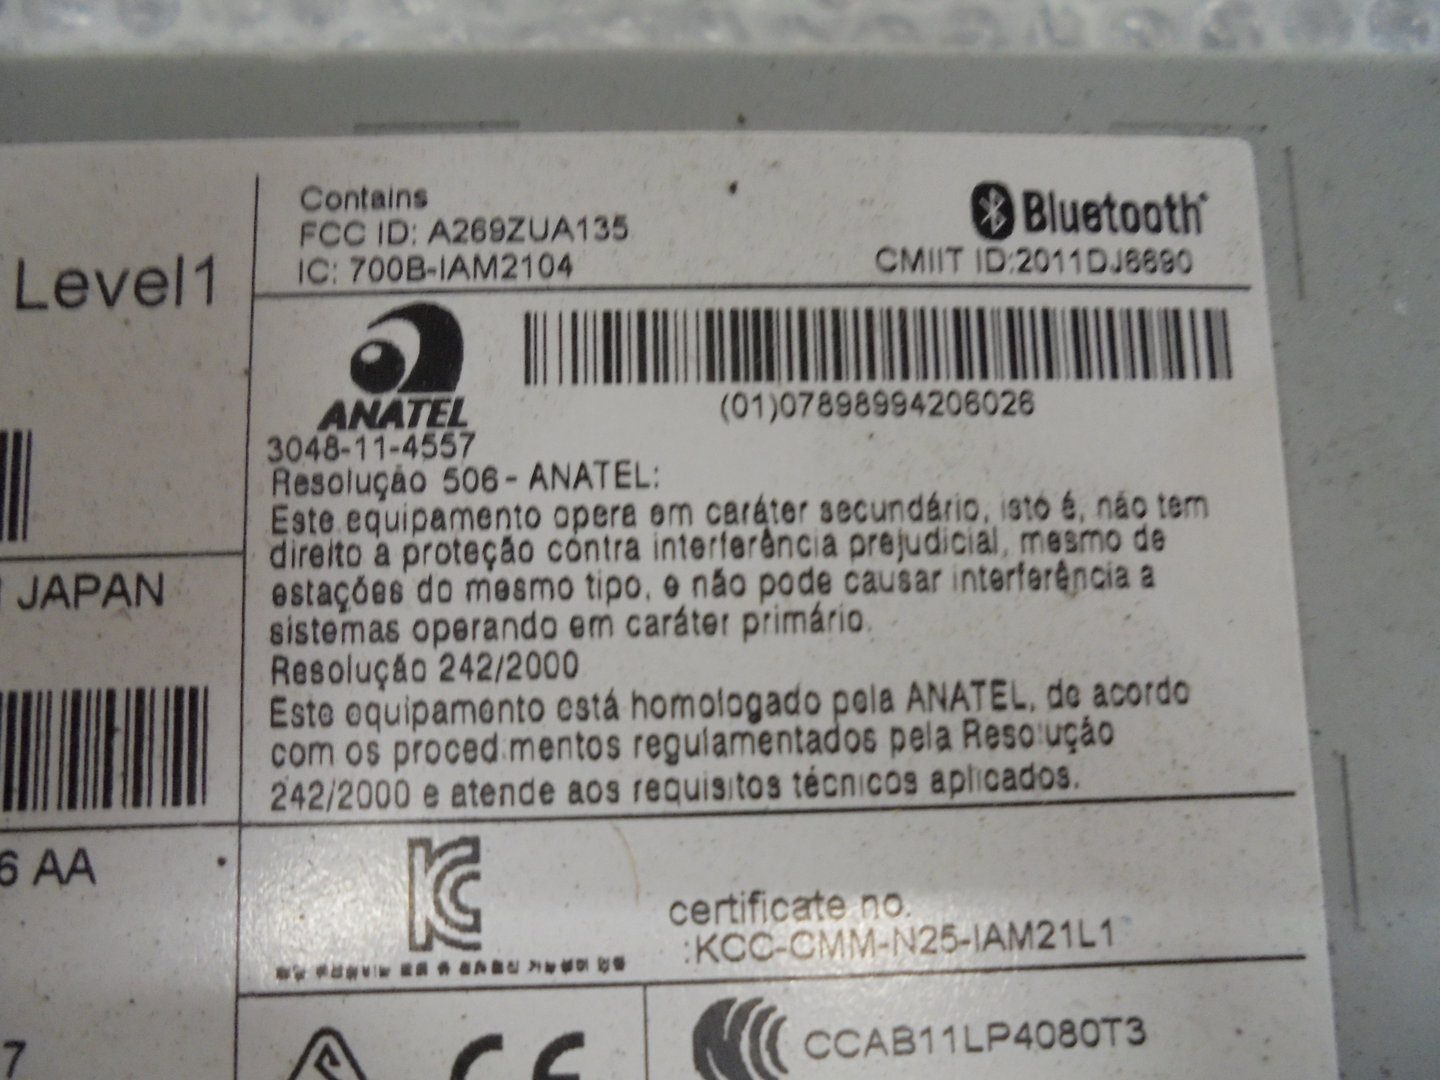 Contains
FCC ID: A269ZUA135
IC: 700B-IAM2104
Bluetooth
CMIIT ID:2011DJ6690
Level1
ANATEL
(01)07898994206026
3048-11-4557
Resolução 506 - ANATEL:
Este equipamento opera em caráter secundário, isto é, não tem
direito a proteção contra interferência prejudicial, mesmo de
estações do mesmo tipo, e não pode causar interferência a
sistemas operando em caráter primário.
Resolução 242/2000
Este equipamento está homologado pela ANATEL, de acordo
com os procedimentos regulamentados pela Resolução
242/2000 e atende aos requisitos técnicos aplicados.
JAPAN
6 AA
certificate no.
:KCC-CMM-N25-IAM21L1
7
CE
CCAB11LP4080T3